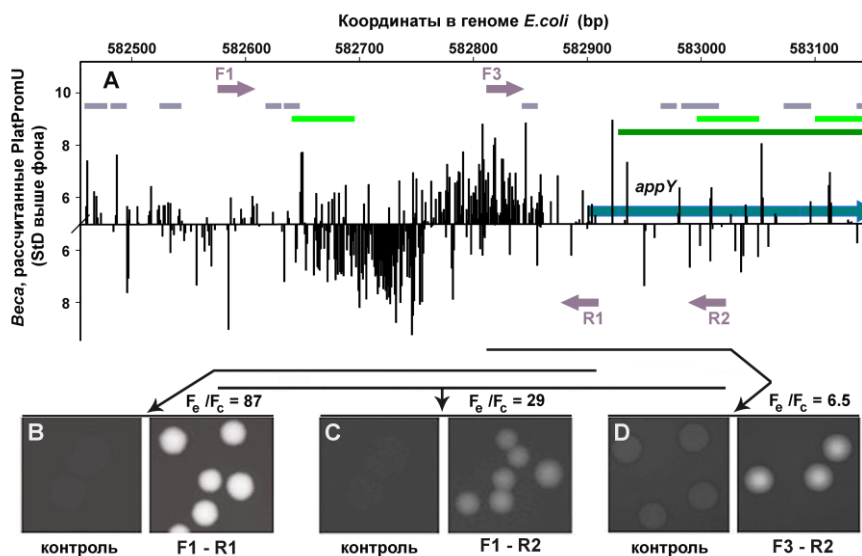 Координаты в геноме E.coli (bp)
582500 582600 582700 582800 582900 583000 583100
A
F1 F3
Веса, рассчитанные PlatPromU
(StD выше фона)
10
8
6
6
8
appY
R1 R2
Fe /Fc = 87 Fe /Fc = 29 Fe /Fc = 6.5
B C D
контроль F1 - R1 контроль F1 - R2 контроль F3 - R2